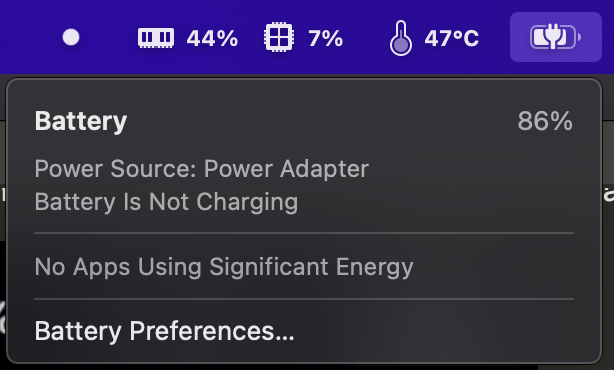 44% 7% 47°C
Battery 86%
Power Source: Power Adapter
Battery Is Not Charging
No Apps Using Significant Energy
Battery Preferences...